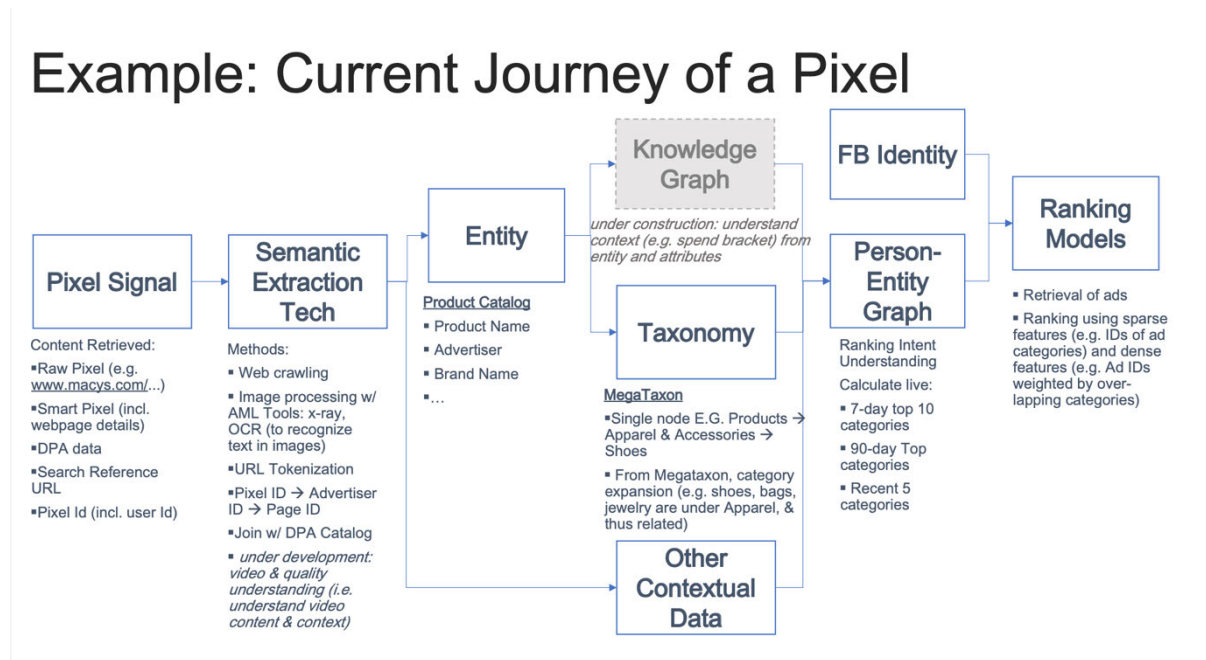 Example: Current Journey of a Pixel
Pixel Signal
Content Retrieved:
▪Raw Pixel (e.g.
www.macys.com/...)
▪Smart Pixel (incl.
webpage details)
▪DPA data
▪Search Reference
URL
▪Pixel Id (incl. user Id)
Semantic
Extraction
Tech
Methods:
▪ Web crawling
▪ Image processing w/
AML Tools: x-ray,
OCR (to recognize
text in images)
▪URL Tokenization
▪Pixel ID → Advertiser
ID → Page ID
▪Join w/ DPA Catalog
▪ under development:
video & quality
understanding (i.e.
understand video
content & context)
Entity
Product Catalog
▪ Product Name
▪ Advertiser
▪ Brand Name
▪...
Knowledge
Graph
under construction: understand
context (e.g. spend bracket) from
entity and attributes
Taxonomy
MegaTaxon
▪Single node E.G. Products →
Apparel & Accessories →
Shoes
▪ From Megataxon, category
expansion (e.g. shoes, bags,
jewelry are under Apparel, &
thus related)
Other
Contextual
Data
FB Identity
Person-
Entity
Graph
Ranking Intent
Understanding
Calculate live:
▪ 7-day top 10
categories
▪ 90-day Top
categories
▪ Recent 5
categories
Ranking
Models
▪ Retrieval of ads
▪ Ranking using sparse
features (e.g. IDs of ad
categories) and dense
features (e.g. Ad IDs
weighted by over-
lapping categories)